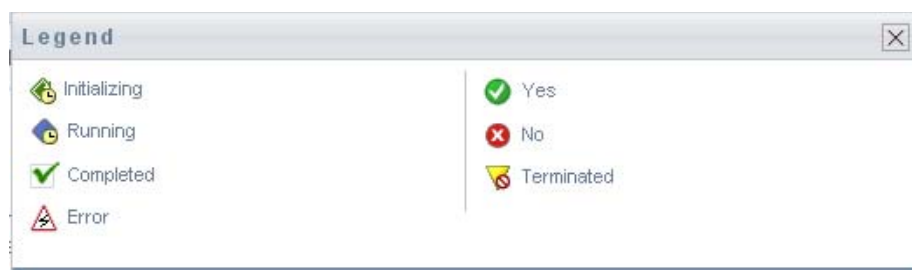 Legend
Initializing
Running
Completed
Error
Yes
No
Terminated